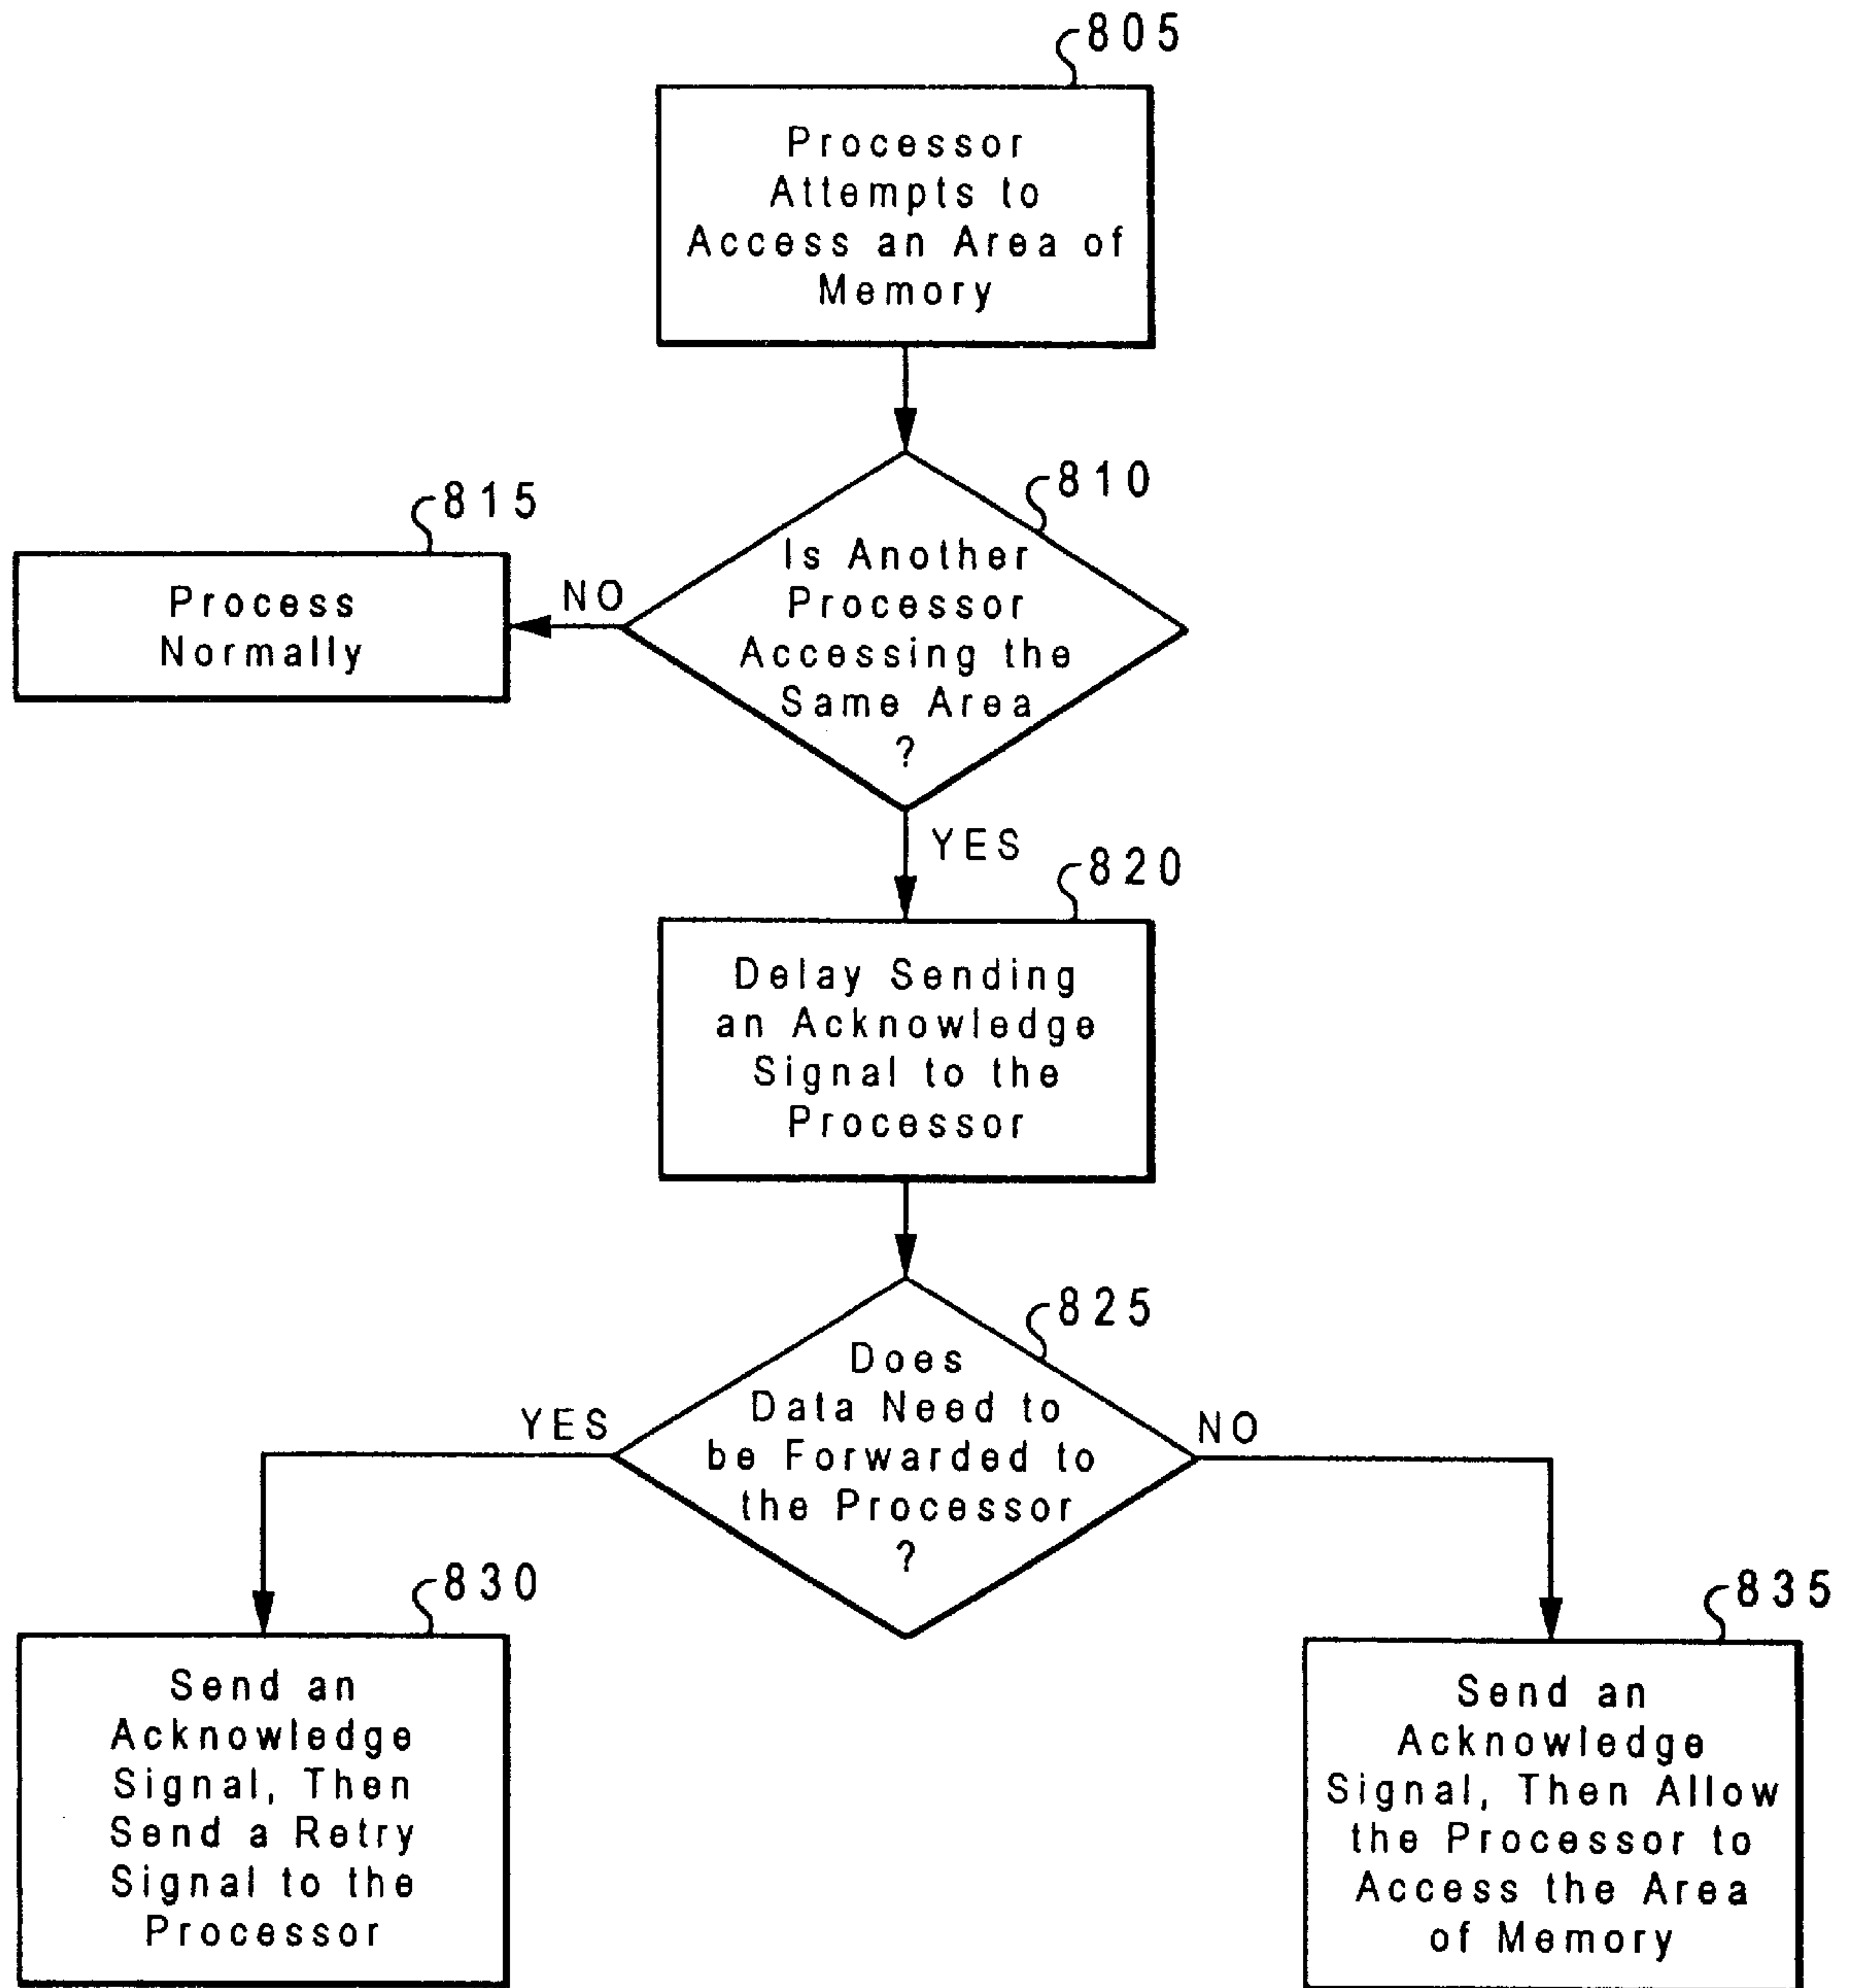 805
Processor
Attempts to
Access an Area of
Memory
810
Is Another
Processor
Accessing the
Same Area
?
NO
815
Process
Normally
YES
820
Delay Sending
an Acknowledge
Signal to the
Processor
825
Does
Data Need to
be Forwarded to
the Processor
?
YES
NO
830
Send an
Acknowledge
Signal, Then
Send a Retry
Signal to the
Processor
835
Send an
Acknowledge
Signal, Then Allow
the Processor to
Access the Area
of Memory